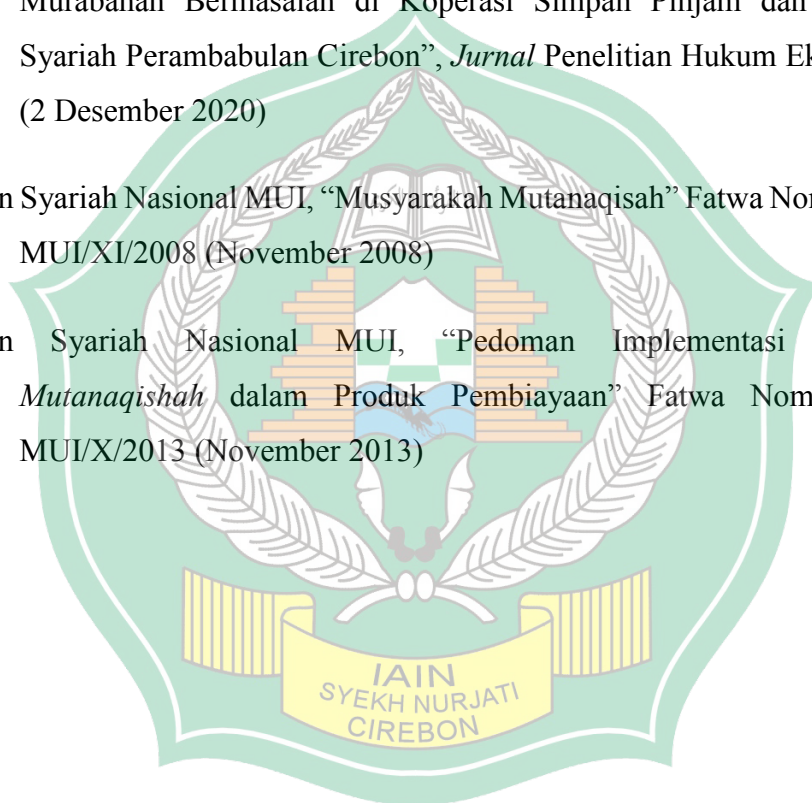 Murabahah Bermasalah di Koperasi Simpan Pinjam dan
Syariah Perambabulan Cirebon”, Jurnal Penelitian Hukum Ek
(2 Desember 2020)
n Syariah Nasional MUI, “Musyarakah Mutanaqisah” Fatwa Nor
MUI/XI/2008 (November 2008)
n Syariah Nasional MUI, “Pedoman Implementasi
Mutanaqishah dalam Produk Pembiayaan” Fatwa Nom
MUI/X/2013 (November 2013)
IAIN
SYEKH NURJATI
CIREBON